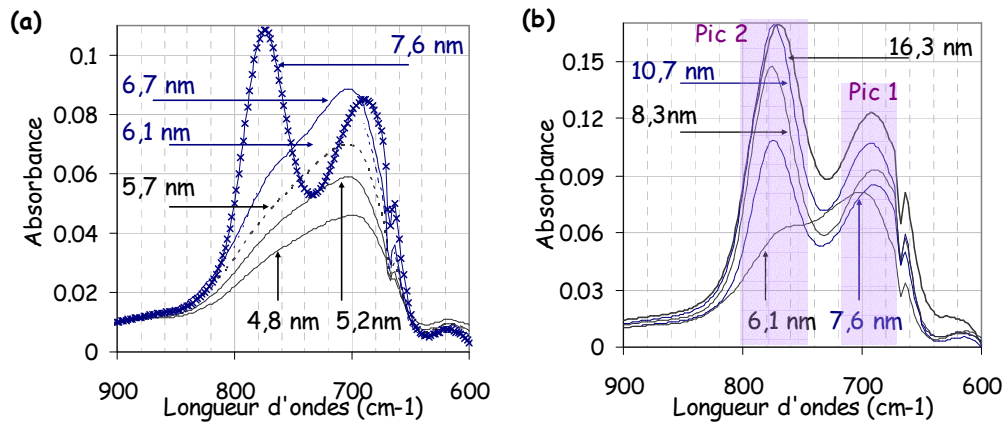 (a)
0.1
0.08
0.06
0.04
0.02
0
Absorbance
7,6 nm
6,7 nm
6,1 nm
5,7 nm
4,8 nm
5,2nm
900
800
700
600
Longueur d'ondes (cm-1)
(b)
0.15
0.12
0.09
0.06
0.03
0
Absorbance
Pic 2
16,3 nm
10,7 nm
Pic 1
8,3nm
6,1 nm
7,6 nm
900
800
700
600
Longueur d'ondes (cm-1)